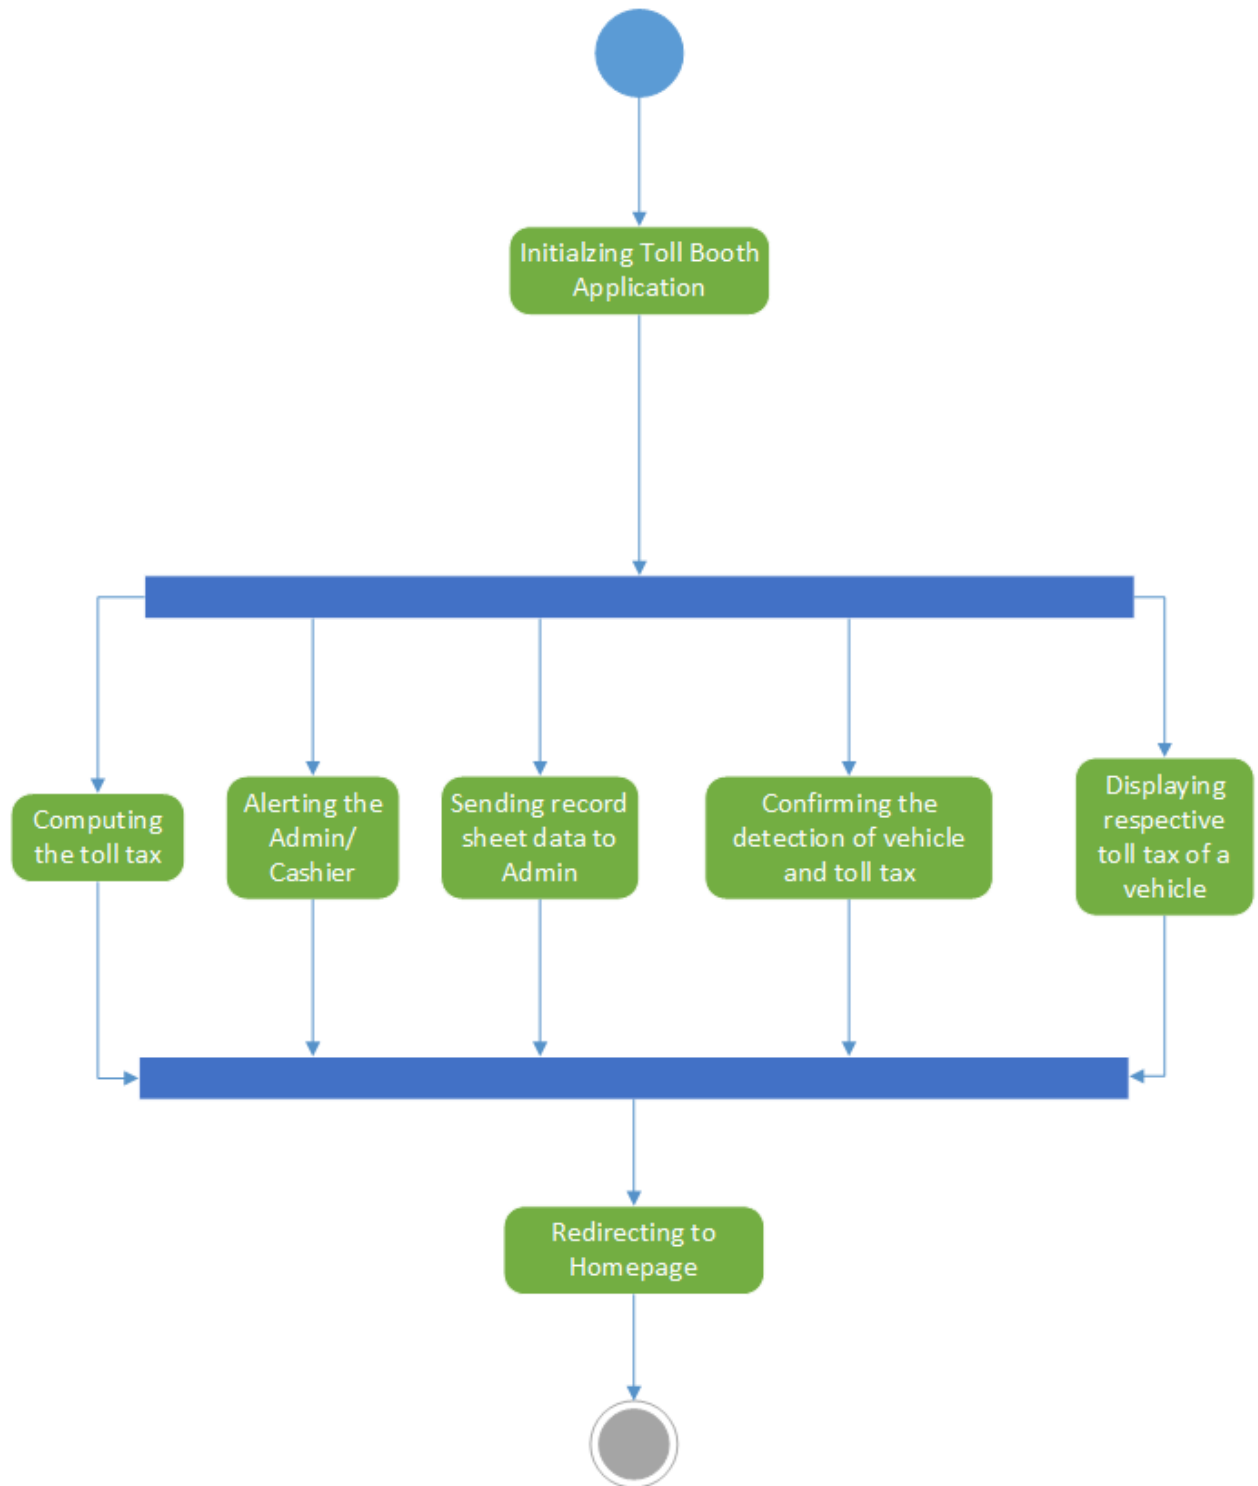 Initialzing Toll Booth
Application
Computing
the toll tax
Alerting the
Admin/
Cashier
Sending record
sheet data to
Admin
Confirming the
detection of vehicle
and toll tax
Displaying
respective
toll tax of a
vehicle
Redirecting to
Homepage